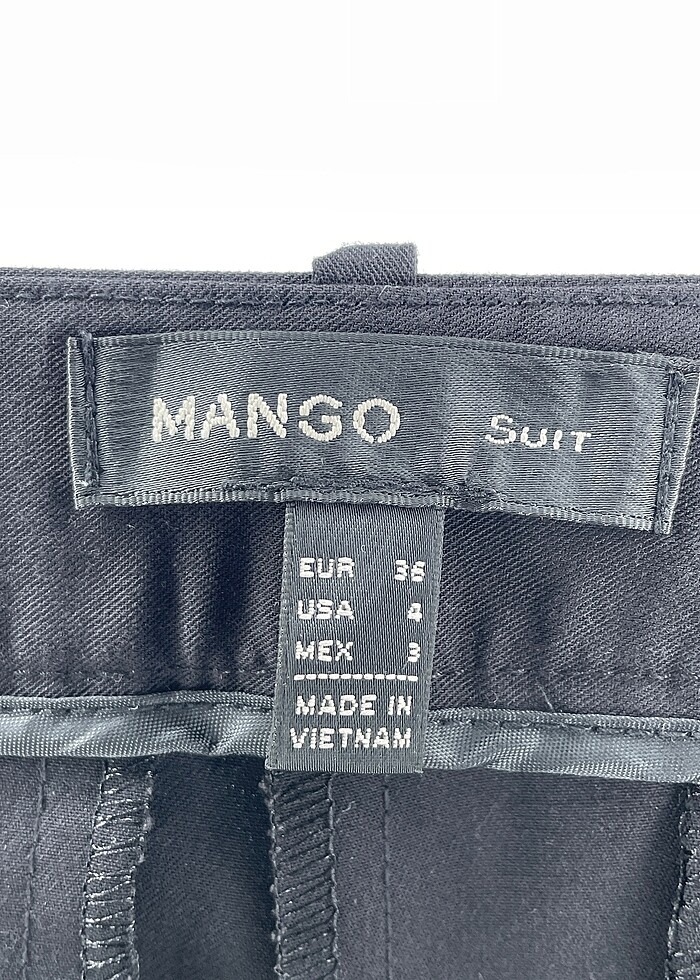 MANGO SUIT
EUR 36
USA 4
MEX 3
MADE IN
VIETNAM